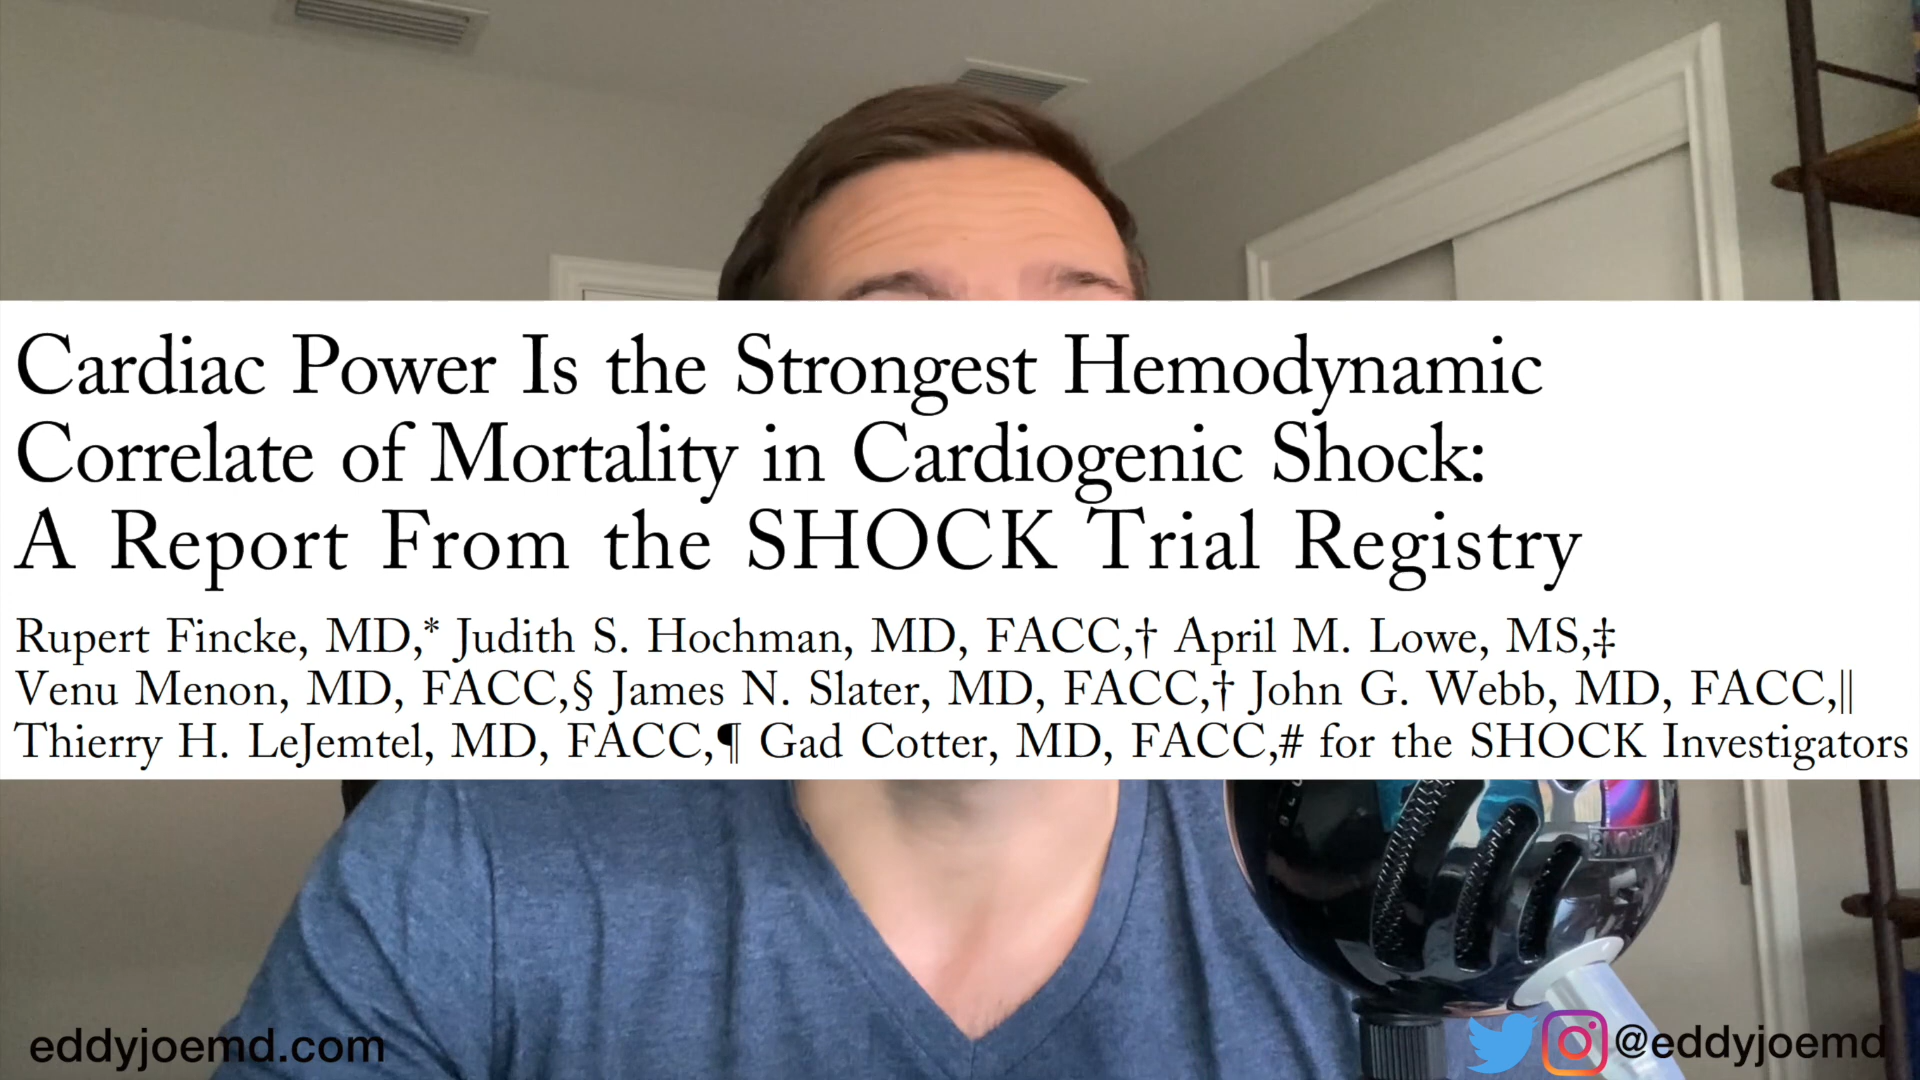 Cardiac Power Is the Strongest Hemodynamic
Correlate of Mortality in Cardiogenic Shock:
A Report From the SHOCK Trial Registry
Rupert Fincke, MD,* Judith S. Hochman, MD, FACC,† April M. Lowe, MS,‡
Venu Menon, MD, FACC,§ James N. Slater, MD, FACC,† John G. Webb, MD, FACC,||
Thierry H. LeJemtel, MD, FACC,¶ Gad Cotter, MD, FACC,# for the SHOCK Investigators
eddyjoemd.com
@eddyjoemd